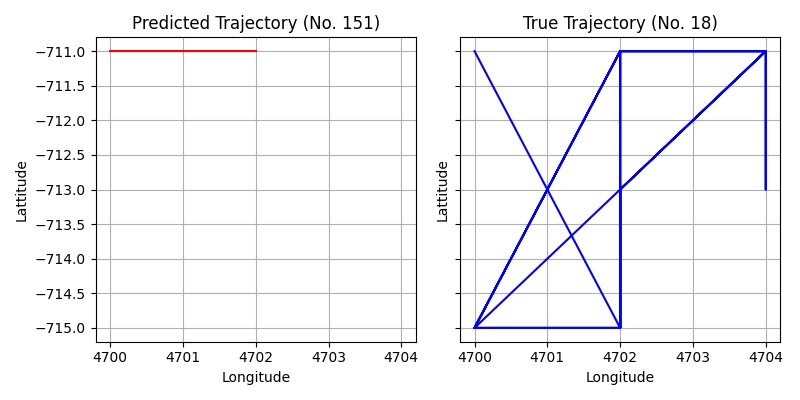 Predicted Trajectory (No. 151)
True Trajectory (No. 18)
Lattitude
−711.0
−711.5
−712.0
−712.5
−713.0
−713.5
−714.0
−714.5
−715.0
4700 4701 4702 4703 4704
Longitude
Lattitude
4700 4701 4702 4703 4704
Longitude